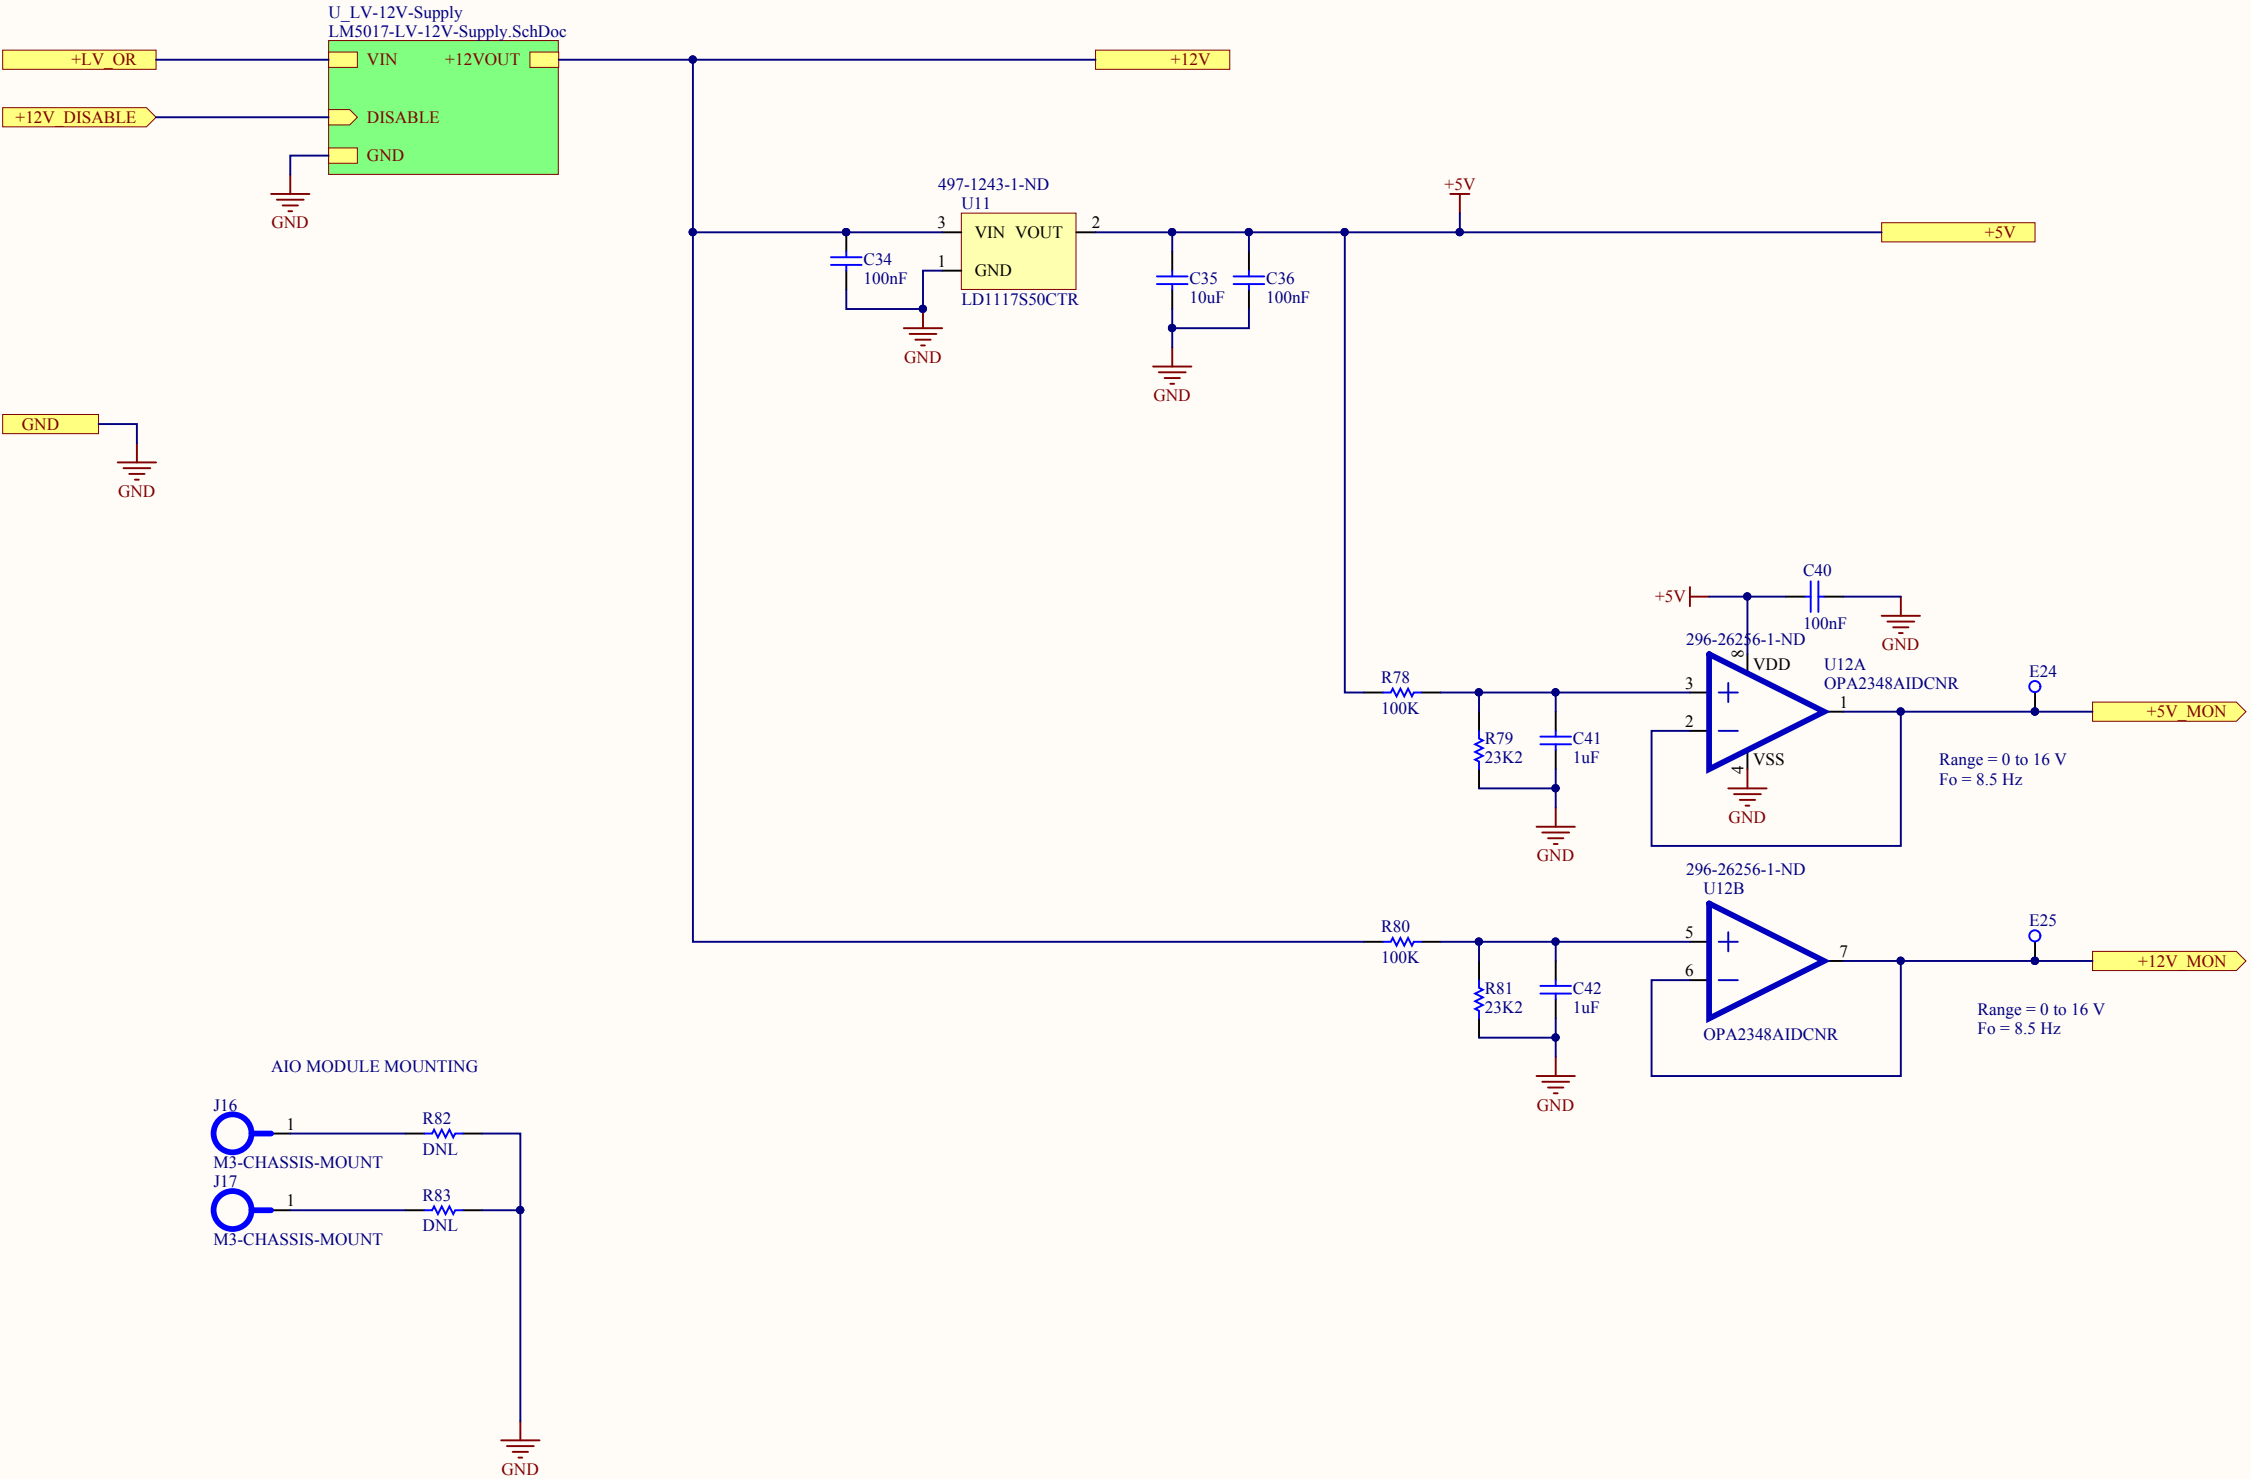 U_LV-12V-Supply
LM5017-LV-12V-Supply.SchDoc
+LV_OR
VIN
+12VOUT
+12V
+12V_DISABLE
DISABLE
GND
GND
497-1243-1-ND
U11
3
VIN
VOUT
2
1
GND
LD1117S50CTR
C34
100nF
GND
C35
10uF
C36
100nF
GND
+5V
+5V
GND
GND
+5V
C40
100nF
GND
296-26256-1-ND
8
VDD
U12A
OPA2348AIDCNR
R78
100K
3
2
1
E24
+5V_MON
R79
23K2
C41
1uF
4
VSS
GND
GND
Range = 0 to 16 V
Fo = 8.5 Hz
296-26256-1-ND
U12B
R80
100K
5
6
7
E25
+12V_MON
R81
23K2
C42
1uF
OPA2348AIDCNR
GND
Range = 0 to 16 V
Fo = 8.5 Hz
AIO MODULE MOUNTING
J16
1
R82
DNL
M3-CHASSIS-MOUNT
J17
1
R83
DNL
M3-CHASSIS-MOUNT
GND